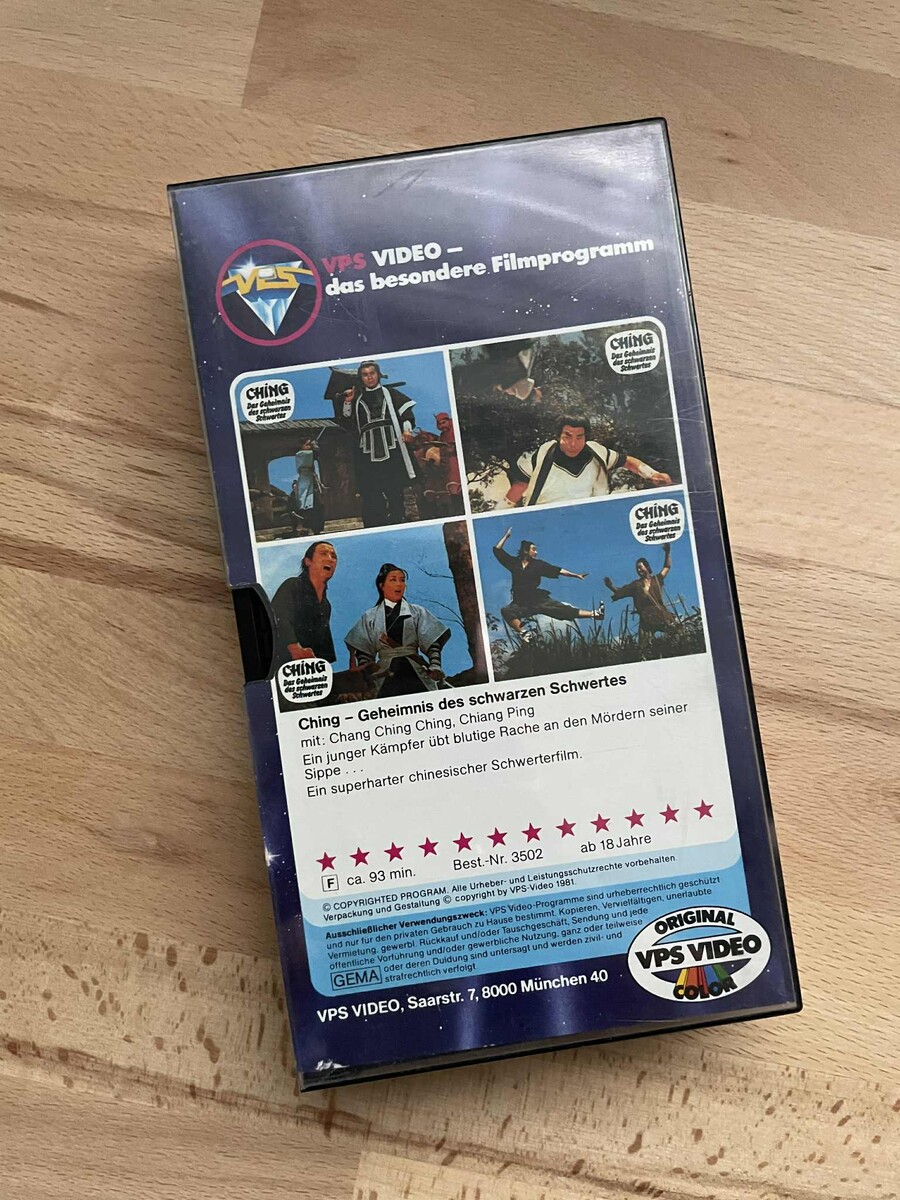 VPS
VPS VIDEO –
das besondere Filmprogramm
CHING
Das Geheimnis
des schwarzen
Schwertes
CHING
Das Geheimnis
des schwarzen
Schwertes
CHING
Das Geheimnis
des schwarzen
Schwertes
CHING
Das Geheimnis
des schwarzen
Schwertes
Ching – Geheimnis des schwarzen Schwertes
mit: Chang Ching Ching, Chiang Ping
Ein junger Kämpfer übt blutige Rache an den Mördern seiner
Sippe . . .
Ein superharter chinesischer Schwerterfilm.
F ca. 93 min. Best.-Nr. 3502 ab 18 Jahre
© COPYRIGHTED PROGRAM. Alle Urheber- und Leistungsschutzrechte vorbehalten.
Verpackung und Gestaltung © copyright by VPS-Video 1981.
Ausschließlicher Verwendungszweck: VPS Video-Programme sind urheberrechtlich geschützt
und nur für den privaten Gebrauch zu Hause bestimmt. Kopieren, Vervielfältigen, unerlaubte
Vermietung, gewerbl. Rückkauf und/oder Tauschgeschäft, Sendung und jede
öffentliche Vorführung und/oder gewerbliche Nutzung, ganz oder teilweise
oder deren Duldung sind untersagt und werden zivil- und
GEMA strafrechtlich verfolgt.
VPS VIDEO, Saarstr. 7, 8000 München 40
ORIGINAL
VPS VIDEO
COLOR